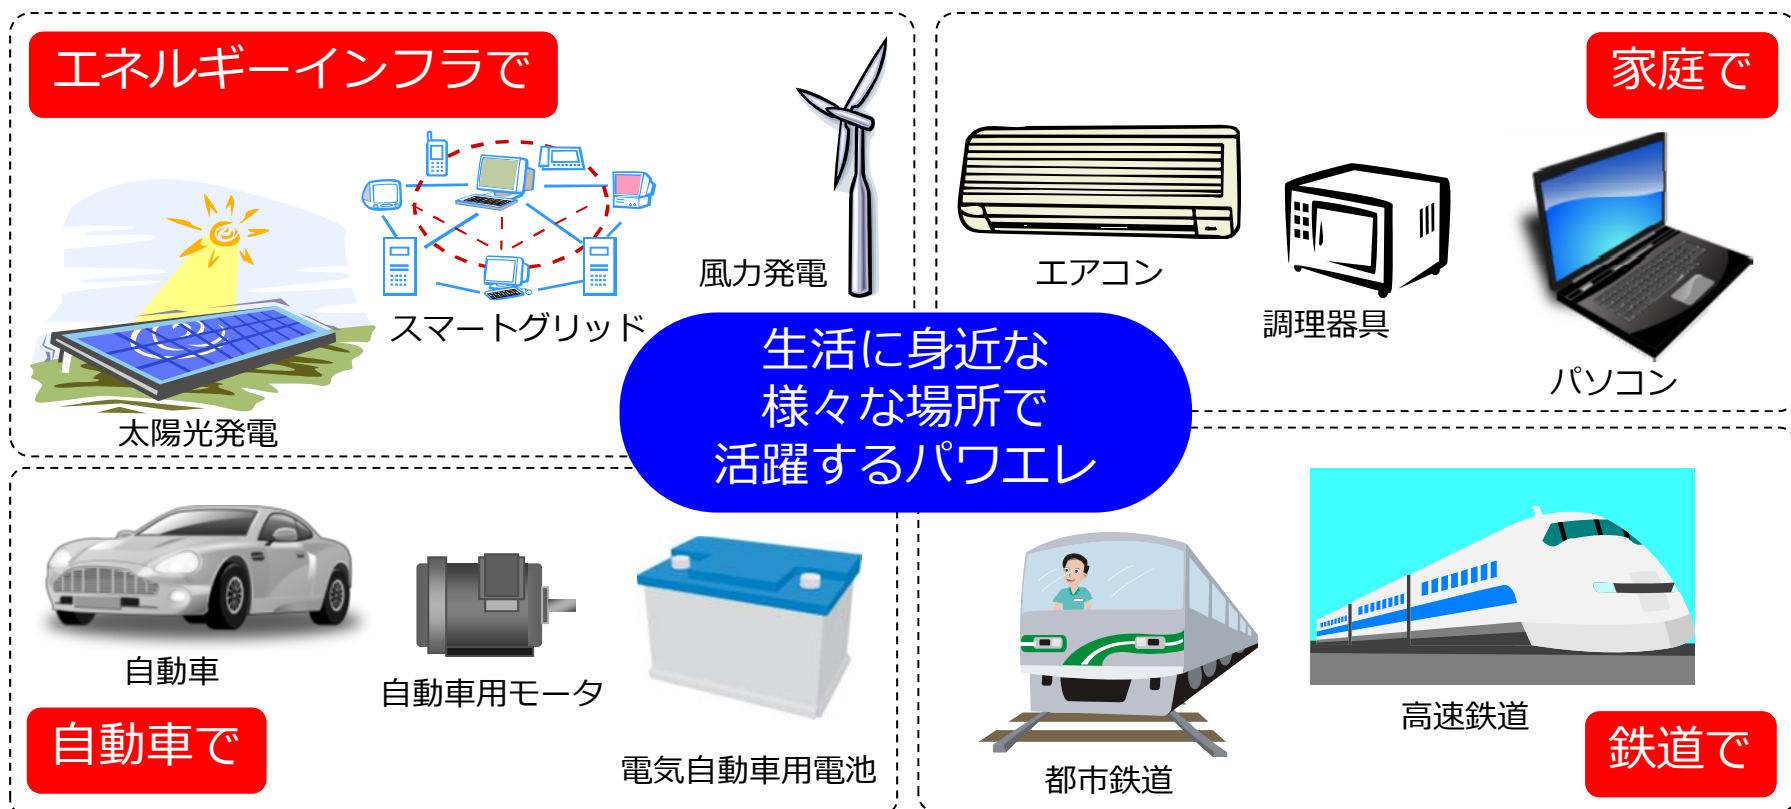 エネルギーインフラで
風力発電
スマートグリッド
太陽光発電
家庭で
エアコン
調理器具
パソコン
生活に身近な
様々な場所で
活躍するパワエレ
自動車
自動車用モータ
電気自動車用電池
自動車で
都市鉄道
高速鉄道
鉄道で